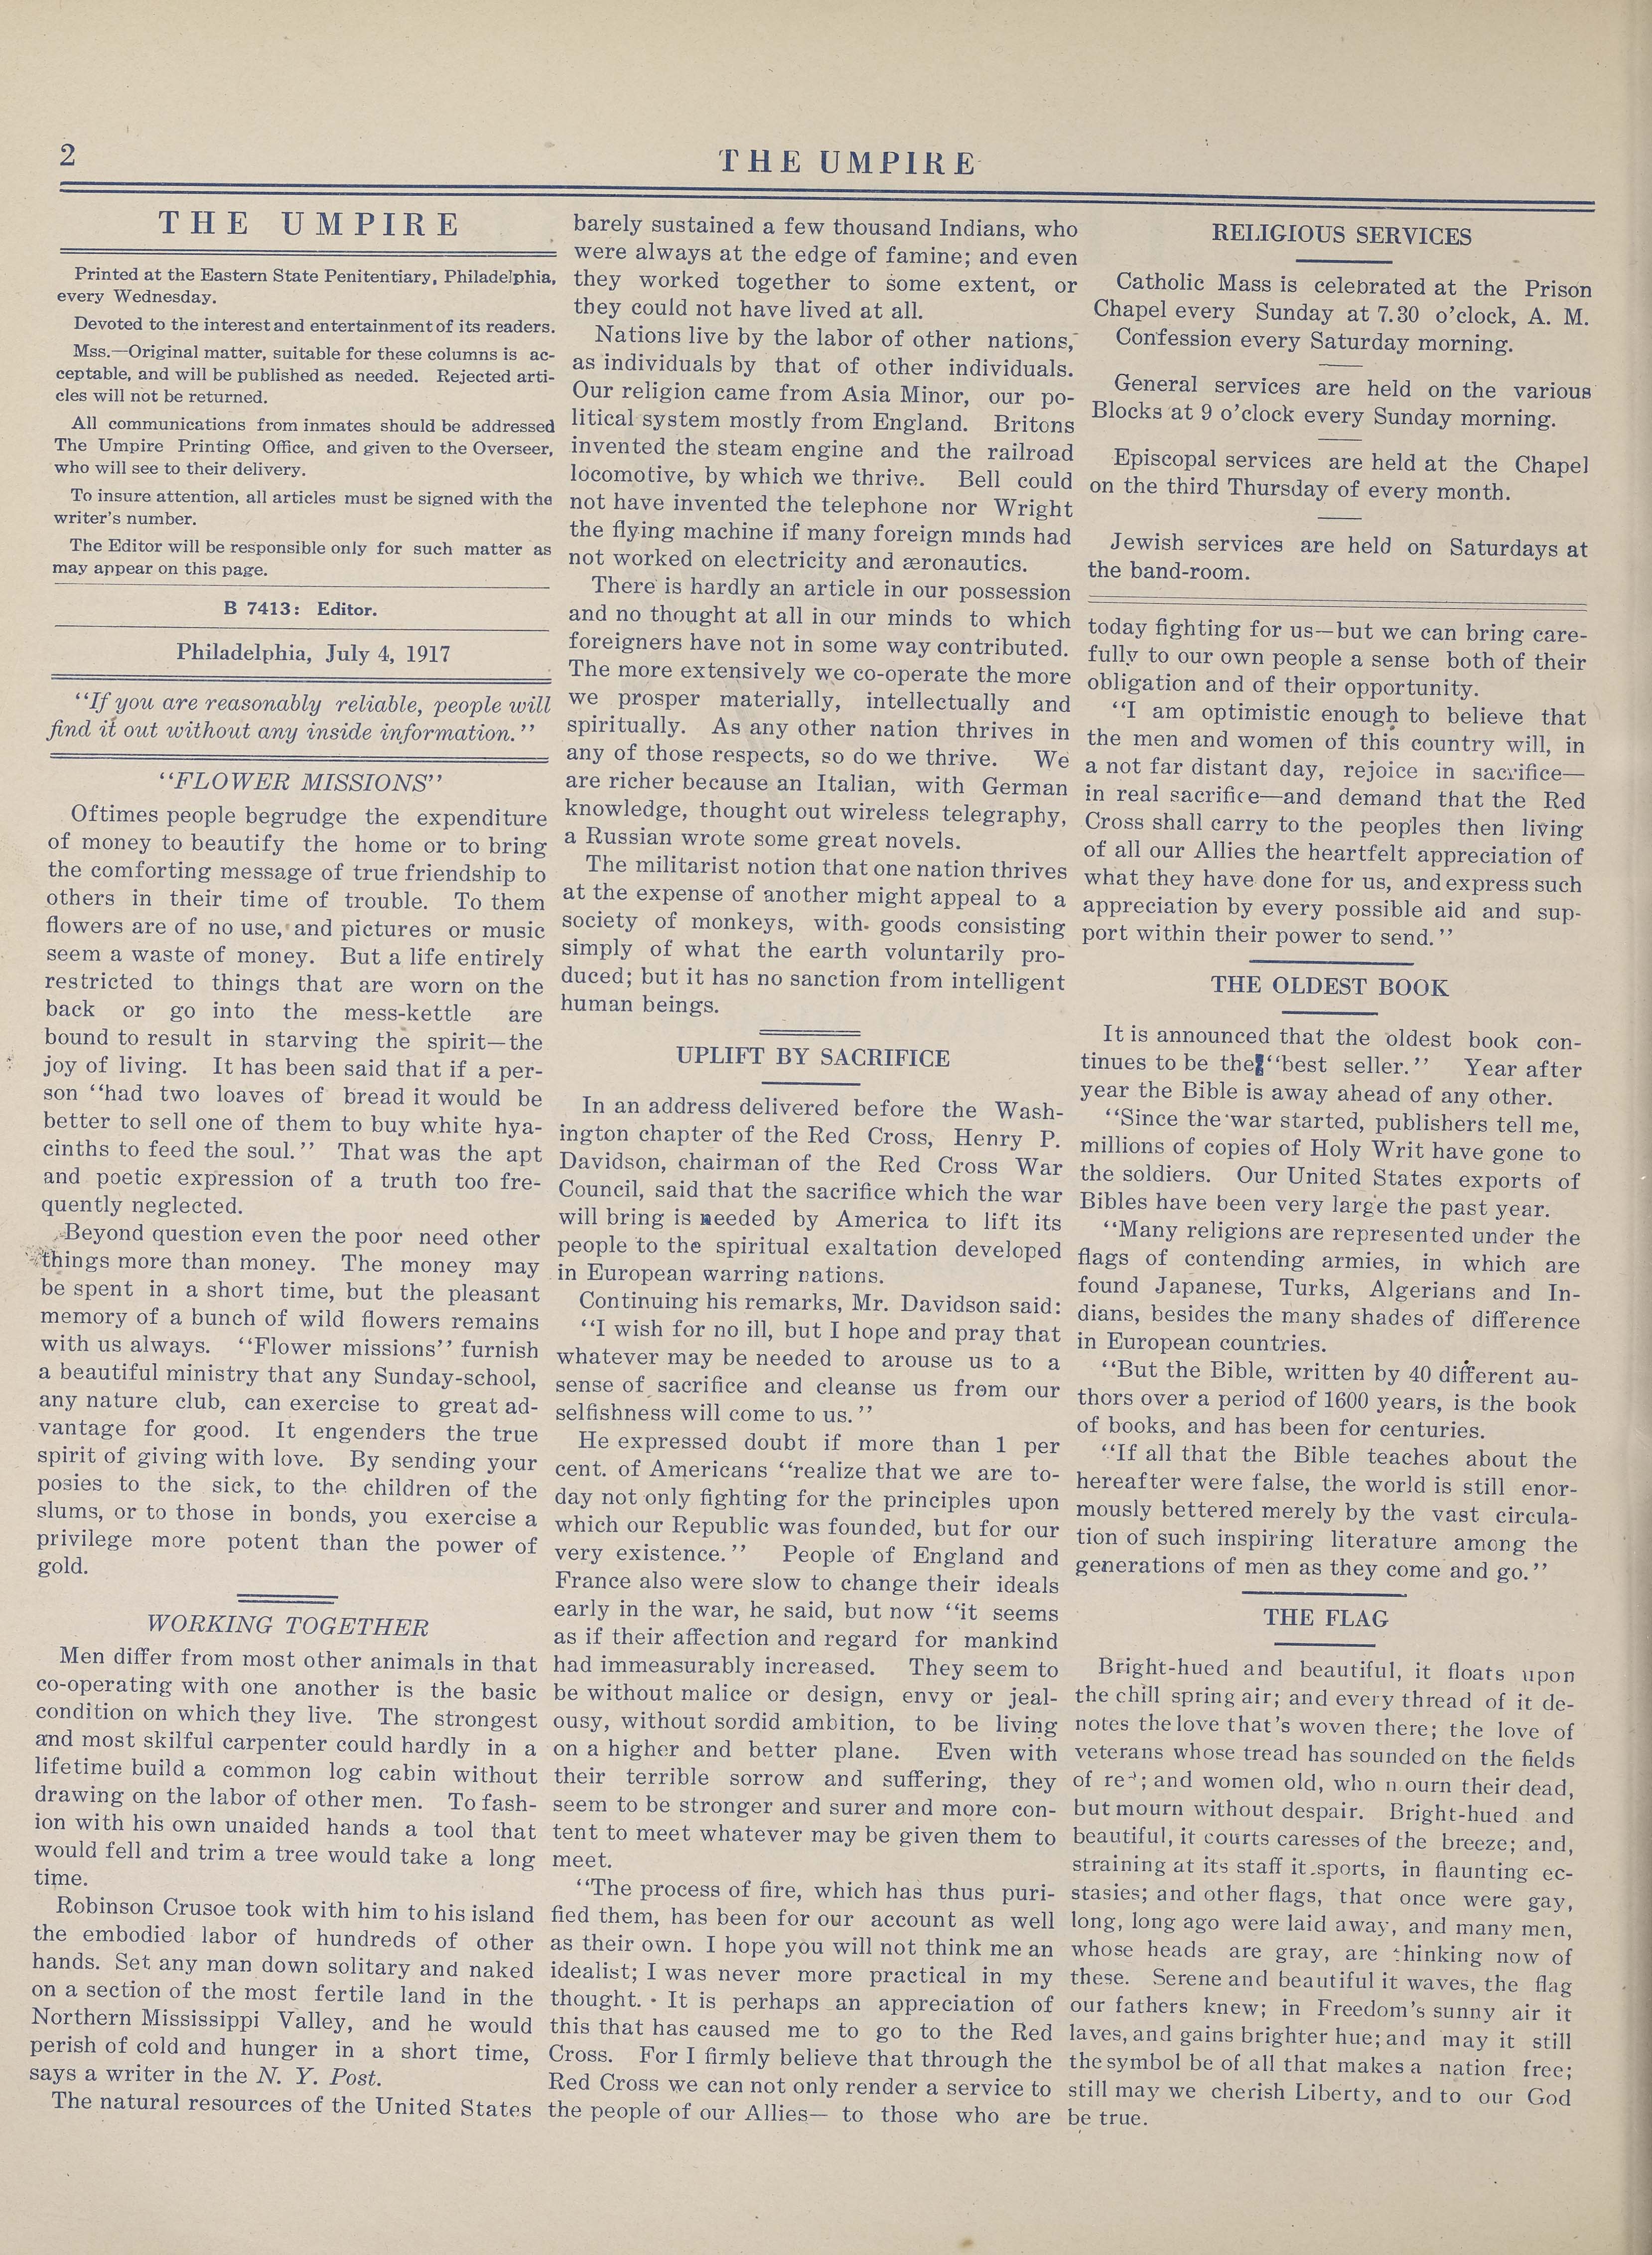 2
THE UMPIRE
THE UMPIRE
Printed at the Eastern State Penitentiary, Philadelphia,
every Wednesday.
Devoted to the interest and entertainment of its readers.
Mss.—Original matter, suitable for these columns is ac-
ceptable, and will be published as needed. Rejected arti-
cles will not be returned.
All communications from inmates should be addressed
The Umpire Printing Office, and given to the Overseer,
who will see to their delivery.
To insure attention, all articles must be signed with the
writer's number.
The Editor will be responsible only for such matter as
may appear on this page.
B 7413: Editor.
Philadelphia, July 4, 1917
"If you are reasonably reliable, people will
find it out without any inside information."
"FLOWER MISSIONS"
Oftimes people begrudge the expenditure
of money to beautify the home or to bring
the comforting message of true friendship to
others in their time of trouble. To them
flowers are of no use, and pictures or music
seem a waste of money. But a life entirely
restricted to things that are worn on the
back or go into the mess-kettle are
bound to result in starving the spirit—the
joy of living. It has been said that if a per-
son "had two loaves of bread it would be
better to sell one of them to buy white hya-
cinths to feed the soul." That was the apt
and poetic expression of a truth too fre-
quently neglected.
Beyond question even the poor need other
things more than money. The money may
be spent in a short time, but the pleasant
memory of a bunch of wild flowers remains
with us always. "Flower missions" furnish
a beautiful ministry that any Sunday-school,
any nature club, can exercise to great ad-
vantage for good. It engenders the true
spirit of giving with love. By sending your
posies to the sick, to the children of the
slums, or to those in bonds, you exercise a
privilege more potent than the power of
gold.
WORKING TOGETHER
Men differ from most other animals in that
co-operating with one another is the basic
condition on which they live. The strongest
and most skilful carpenter could hardly in a
lifetime build a common log cabin without
drawing on the labor of other men. To fash-
ion with his own unaided hands a tool that
would fell and trim a tree would take a long
time.
Robinson Crusoe took with him to his island
the embodied labor of hundreds of other
hands. Set any man down solitary and naked
on a section of the most fertile land in the
Northern Mississippi Valley, and he would
perish of cold and hunger in a short time,
says a writer in the N. Y. Post.
The natural resources of the United States
barely sustained a few thousand Indians, who
were always at the edge of famine; and even
they worked together to some extent, or
they could not have lived at all.
Nations live by the labor of other nations,
as individuals by that of other individuals.
Our religion came from Asia Minor, our po-
litical system mostly from England. Britons
invented the steam engine and the railroad
locomotive, by which we thrive. Bell could
not have invented the telephone nor Wright
the flying machine if many foreign minds had
not worked on electricity and æronautics.
There is hardly an article in our possession
and no thought at all in our minds to which
foreigners have not in some way contributed.
The more extensively we co-operate the more
we prosper materially, intellectually and
spiritually. As any other nation thrives in
any of those respects, so do we thrive. We
are richer because an Italian, with German
knowledge, thought out wireless telegraphy,
a Russian wrote some great novels.
The militarist notion that one nation thrives
at the expense of another might appeal to a
society of monkeys, with goods consisting
simply of what the earth voluntarily pro-
duced; but it has no sanction from intelligent
human beings.
UPLIFT BY SACRIFICE
In an address delivered before the Wash-
ington chapter of the Red Cross, Henry P.
Davidson, chairman of the Red Cross War
Council, said that the sacrifice which the war
will bring is needed by America to lift its
people to the spiritual exaltation developed
in European warring nations.
Continuing his remarks, Mr. Davidson said:
"I wish for no ill, but I hope and pray that
whatever may be needed to arouse us to a
sense of sacrifice and cleanse us from our
selfishness will come to us."
He expressed doubt if more than 1 per
cent. of Americans "realize that we are to-
day not only fighting for the principles upon
which our Republic was founded, but for our
very existence." People of England and
France also were slow to change their ideals
early in the war, he said, but now "it seems
as if their affection and regard for mankind
had immeasurably increased. They seem to
be without malice or design, envy or jeal-
ousy, without sordid ambition, to be living
on a higher and better plane. Even with
their terrible sorrow and suffering, they
seem to be stronger and surer and more con-
tent to meet whatever may be given them to
meet.
"The process of fire, which has thus puri-
fied them, has been for our account as well
as their own. I hope you will not think me an
idealist; I was never more practical in my
thought. It is perhaps an appreciation of
this that has caused me to go to the Red
Cross. For I firmly believe that through the
Red Cross we can not only render a service to
the people of our Allies— to those who are
RELIGIOUS SERVICES
Catholic Mass is celebrated at the Prison
Chapel every Sunday at 7.30 o'clock, A. M.
Confession every Saturday morning.
General services are held on the various
Blocks at 9 o'clock every Sunday morning.
Episcopal services are held at the Chapel
on the third Thursday of every month.
Jewish services are held on Saturdays at
the band-room.
today fighting for us—but we can bring care-
fully to our own people a sense both of their
obligation and of their opportunity.
"I am optimistic enough to believe that
the men and women of this country will, in
a not far distant day, rejoice in sacrifice—
in real sacrifice—and demand that the Red
Cross shall carry to the peoples then living
of all our Allies the heartfelt appreciation of
what they have done for us, and express such
appreciation by every possible aid and sup-
port within their power to send."
THE OLDEST BOOK
It is announced that the oldest book con-
tinues to be the "best seller." Year after
year the Bible is away ahead of any other.
"Since the war started, publishers tell me,
millions of copies of Holy Writ have gone to
the soldiers. Our United States exports of
Bibles have been very large the past year.
"Many religions are represented under the
flags of contending armies, in which are
found Japanese, Turks, Algerians and In-
dians, besides the many shades of difference
in European countries.
"But the Bible, written by 40 different au-
thors over a period of 1600 years, is the book
of books, and has been for centuries.
"If all that the Bible teaches about the
hereafter were false, the world is still enor-
mously bettered merely by the vast circula-
tion of such inspiring literature among the
generations of men as they come and go."
THE FLAG
Bright-hued and beautiful, it floats upon
the chill spring air; and every thread of it de-
notes the love that's woven there; the love of
veterans whose tread has sounded on the fields
of red; and women old, who mourn their dead,
but mourn without despair. Bright-hued and
beautiful, it courts caresses of the breeze; and,
straining at its staff it sports, in flaunting ec-
stasies; and other flags, that once were gay,
long, long ago were laid away, and many men,
whose heads are gray, are thinking now of
these. Serene and beautiful it waves, the flag
our fathers knew; in Freedom's sunny air it
laves, and gains brighter hue; and may it still
the symbol be of all that makes a nation free;
still may we cherish Liberty, and to our God
be true.